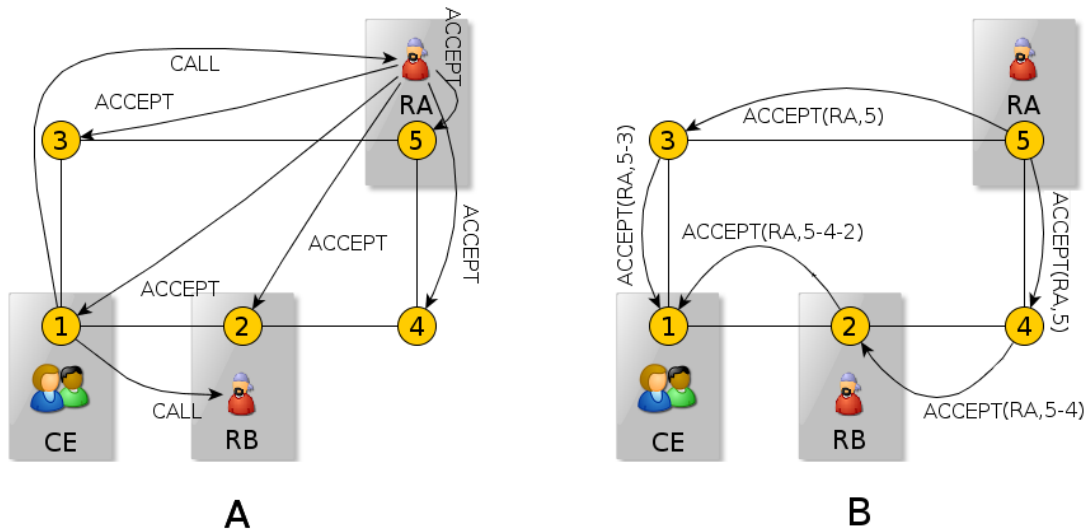 CALL
ACCEPT
ACCEPT
RA
3
5
ACCEPT
ACCEPT
ACCEPT
1
2
4
CALL
CE
RB
A
RA
ACCEPT(RA,5)
3
5
ACCEPT(RA,5-3)
ACCEPT(RA,5-4-2)
ACCEPT(RA,5)
1
2
4
ACCEPT(RA,5-4)
CE
RB
B